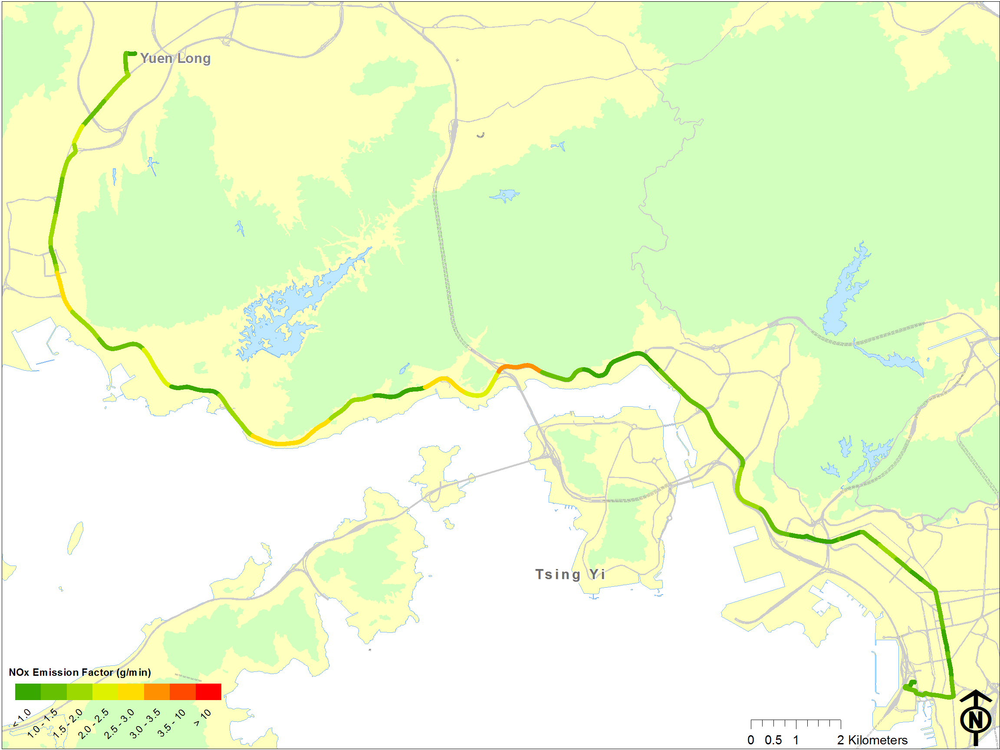 Yuen Long
Tsing Yi
NOx Emission Factor (g/min)
< 1.0
1.0 - 1.5
1.5 - 2.0
2.0 - 2.5
2.5 - 3.0
3.0 - 3.5
3.5 - 10
> 10
0 0.5 1 2 Kilometers
N